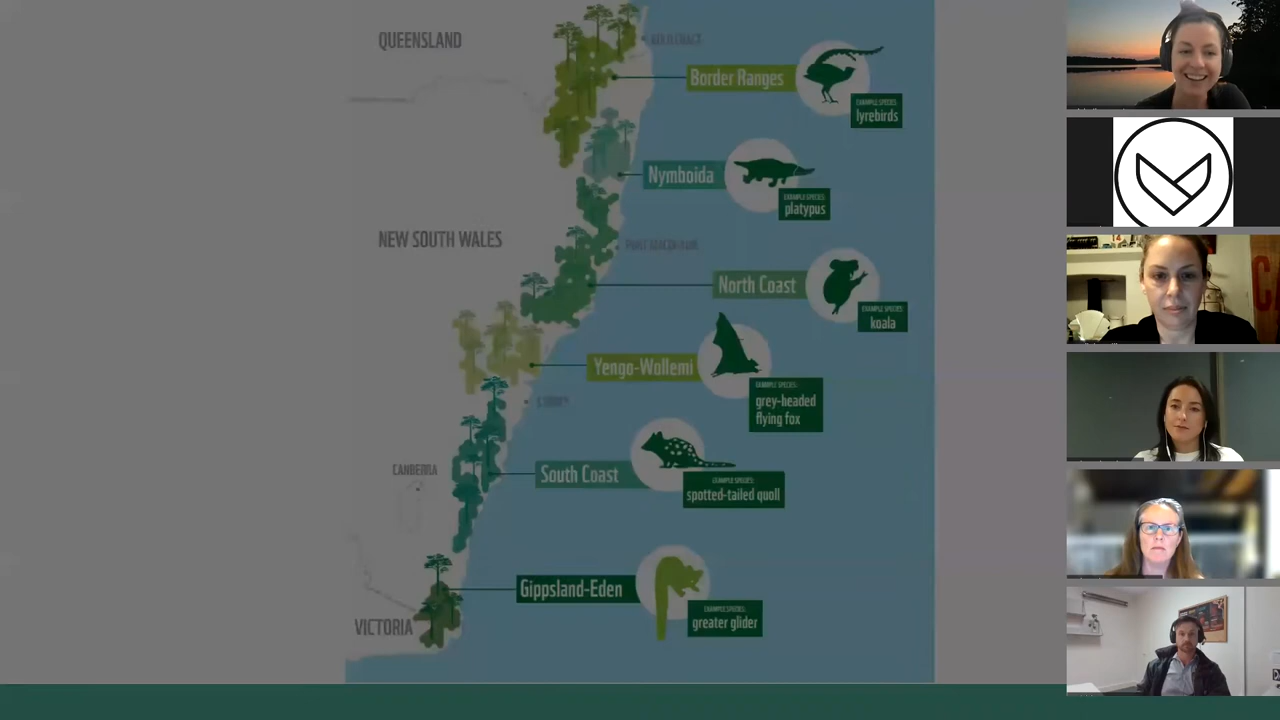 QUEENSLAND
Border Ranges
EXAMPLE SPECIES:
lyrebirds
Nymboida
EXAMPLE SPECIES:
platypus
NEW SOUTH WALES
North Coast
EXAMPLE SPECIES:
koala
Yengo-Wollemi
EXAMPLE SPECIES:
grey-headed
flying fox
CANBERRA
South Coast
EXAMPLE SPECIES:
spotted-tailed quoll
Gippsland-Eden
EXAMPLE SPECIES:
greater glider
VICTORIA